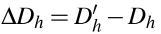 ΔD_h = D'_h − D_h